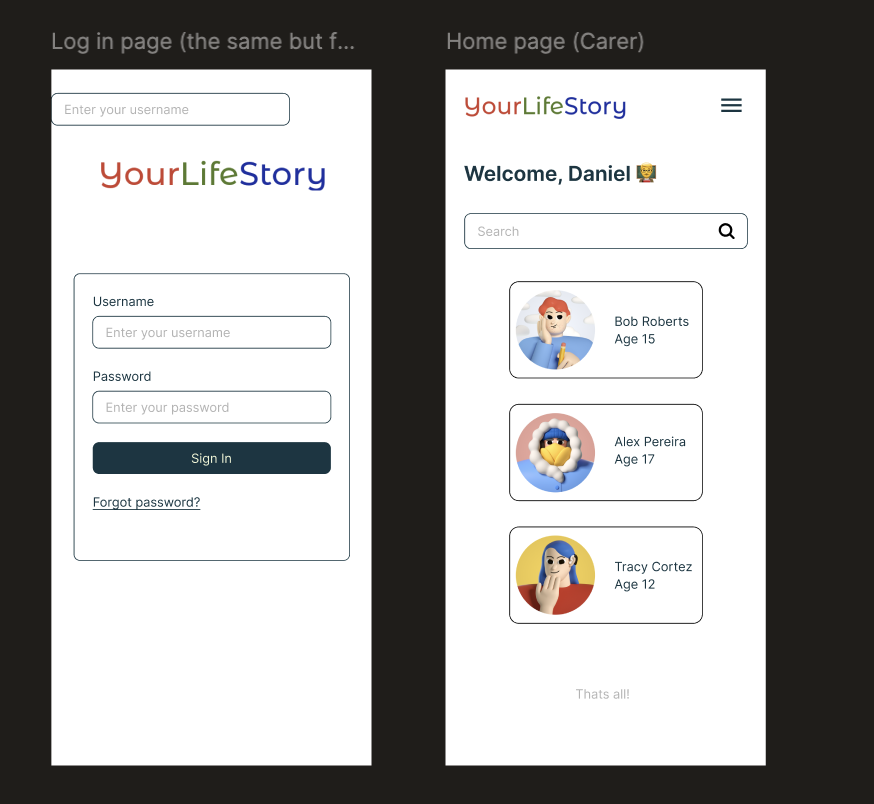 Log in page (the same but f...
Home page (Carer)
Enter your username
YourLifeStory
Username
Enter your username
Password
Enter your password
Sign In
Forgot password?
YourLifeStory
Welcome, Daniel
Search
Bob Roberts
Age 15
Alex Pereira
Age 17
Tracy Cortez
Age 12
Thats all!